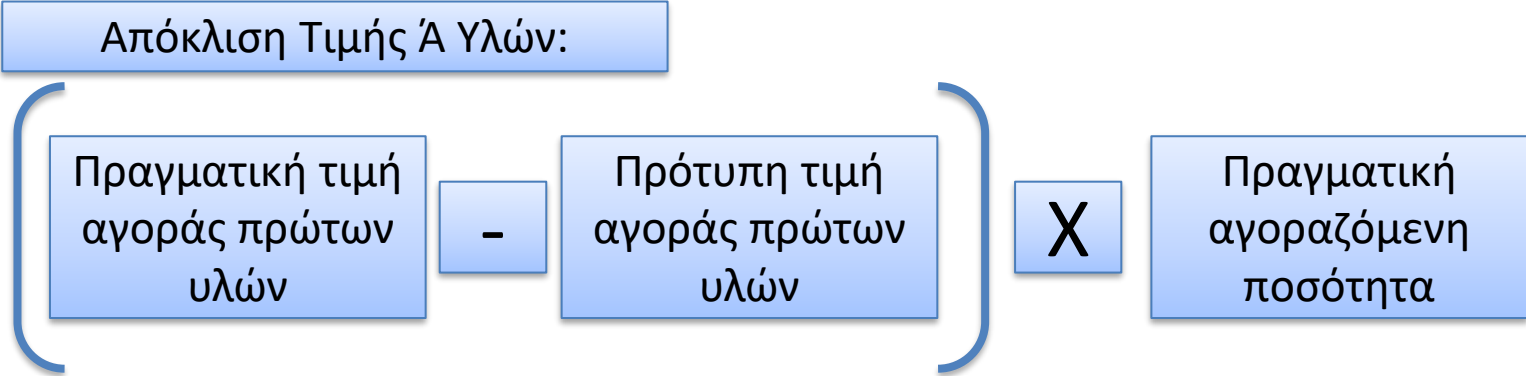 Απόκλιση Τιμής Ά Υλών:
Πραγματική τιμή
αγοράς πρώτων
υλών
-
Πρότυπη τιμή
αγοράς πρώτων
υλών
X
Πραγματική
αγοραζόμενη
ποσότητα